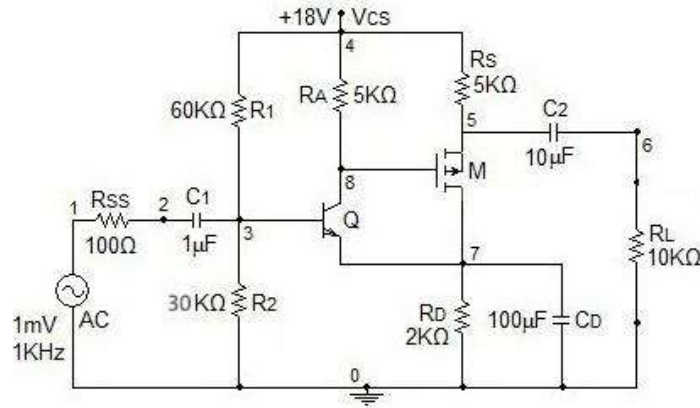 +18V VCS
4
RS
5KΩ
RA 5KΩ
60KΩ R1
5
C2
10μF
6
M
8
RSS
1
2
C1
100Ω
1μF
3
Q
7
RL
10KΩ
AC
1mV
1KHz
30KΩ R2
RD
2KΩ
100μF CD
0